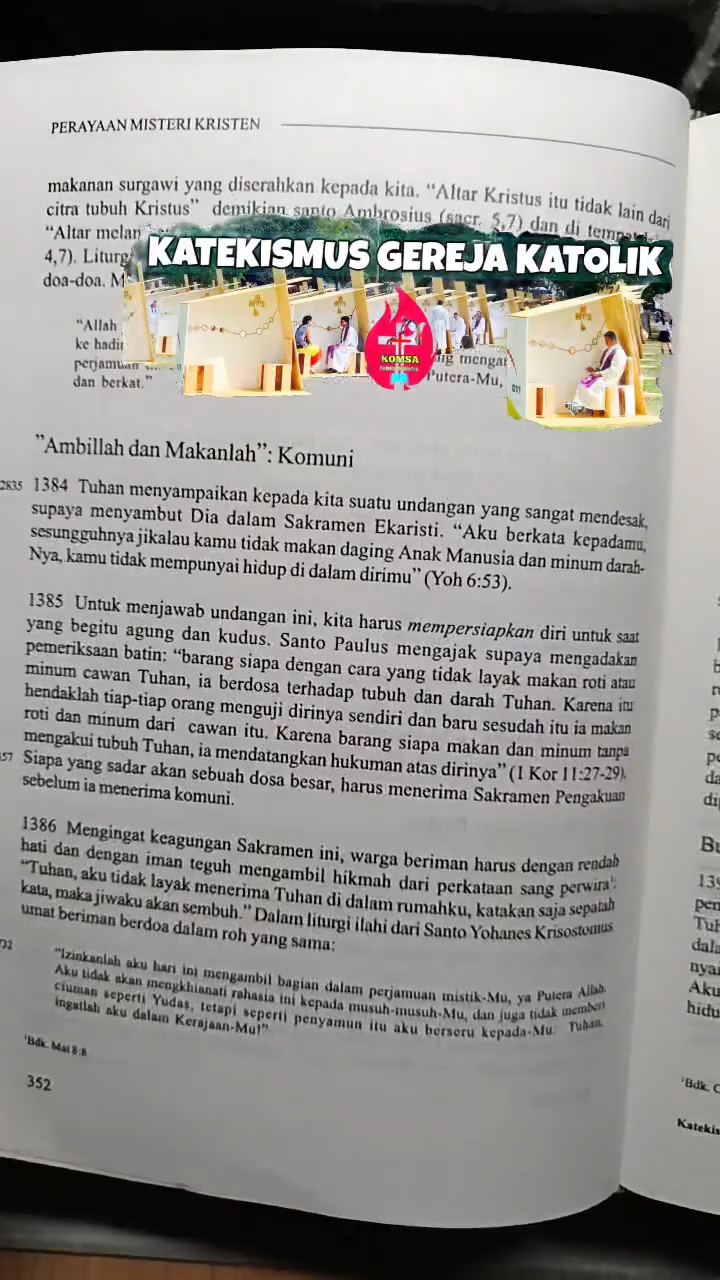 PERAYAAN MISTERI KRISTEN
makanan surgawi yang diserahkan kepada kita. “Altar Kristus itu tidak lain dari
citra tubuh Kristus” demikian santo Ambrosius (sacr. 5,7) dan di
“Altar
4,7).
doa-doa.
KATEKISMUS GEREJA KATOLIK
KOMSA
011
“Allah
ke
perjamuan
dan berkat.”
Putera-Mu,
”Ambillah dan Makanlah”: Komuni
2835 1384 Tuhan menyampaikan kepada kita suatu undangan yang sangat mendesak,
supaya menyambut Dia dalam Sakramen Ekaristi. “Aku berkata kepadamu,
sesungguhnya jikalau kamu tidak makan daging Anak Manusia dan minum darah-
Nya, kamu tidak mempunyai hidup di dalam dirimu” (Yoh 6:53).
1385 Untuk menjawab undangan ini, kita harus mempersiapkan diri untuk saat
yang begitu agung dan kudus. Santo Paulus mengajak supaya mengadakan
pemeriksaan batin: “barang siapa dengan cara yang tidak layak makan roti atau
minum cawan Tuhan, ia berdosa terhadap tubuh dan darah Tuhan. Karena itu
hendaklah tiap-tiap orang menguji dirinya sendiri dan baru sesudah itu ia makan
roti dan minum dari cawan itu. Karena barang siapa makan dan minum tanpa
mengakui tubuh Tuhan, ia mendatangkan hukuman atas dirinya” (1 Kor 11:27-29).
57 Siapa yang sadar akan sebuah dosa besar, harus menerima Sakramen Pengakuan
sebelum ia menerima komuni.
1386 Mengingat keagungan Sakramen ini, warga beriman harus dengan rendah
hati dan dengan iman teguh mengambil hikmah dari perkataan sang perwira¹:
“Tuhan, aku tidak layak menerima Tuhan di dalam rumahku, katakan saja sepatah
kata, maka jiwaku akan sembuh.” Dalam liturgi ilahi dari Santo Yohanes Krisostomus
umat beriman berdoa dalam roh yang sama:
“Izinkanlah aku hari ini mengambil bagian dalam perjamuan mistik-Mu, ya Putera Allah.
Aku tidak akan mengkhianati rahasia ini kepada musuh-musuh-Mu, dan juga tidak memberi
ciuman seperti Yudas, tetapi seperti penyamun itu aku berseru kepada-Mu: Tuhan,
ingatlah aku dalam Kerajaan-Mu!”
¹Bdk. Mat 8:8
352